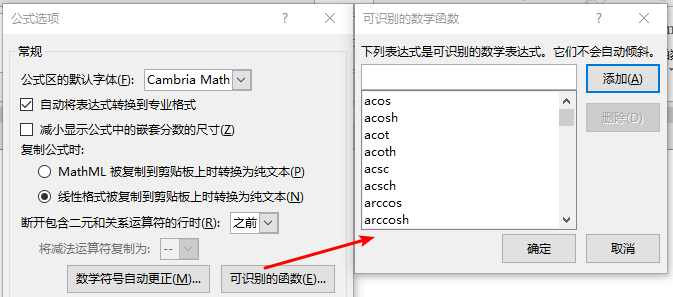 公式选项
常规
公式区的默认字体(F): Cambria Math
自动将表达式转换到专业格式
减小显示公式中的嵌套分数的尺寸(Z)
复制公式时:
MathML 被复制到剪贴板上时转换为纯文本(P)
线性格式被复制到剪贴板上时转换为纯文本(N)
断开包含二元和关系运算符的行时(R): 之前
将减法运算符复制为: --
数学符号自动更正(M)... 可识别的函数(E)...
可识别的数学函数
下列表达式是可识别的数学表达式。它们不会自动倾斜。
添加(A)
删除(D)
acos
acosh
acot
acoth
acsc
acsch
arccos
arccosh
确定 取消